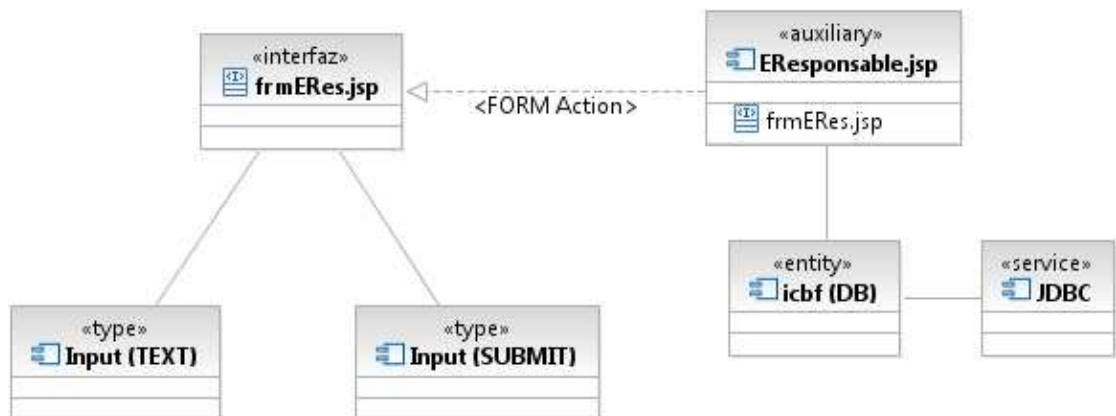 «interfaz»
frmERes.jsp
<FORM Action>
«auxiliary»
EResponsable.jsp
frmERes.jsp
«entity»
icbf (DB)
«service»
JDBC
«type»
Input (TEXT)
«type»
Input (SUBMIT)